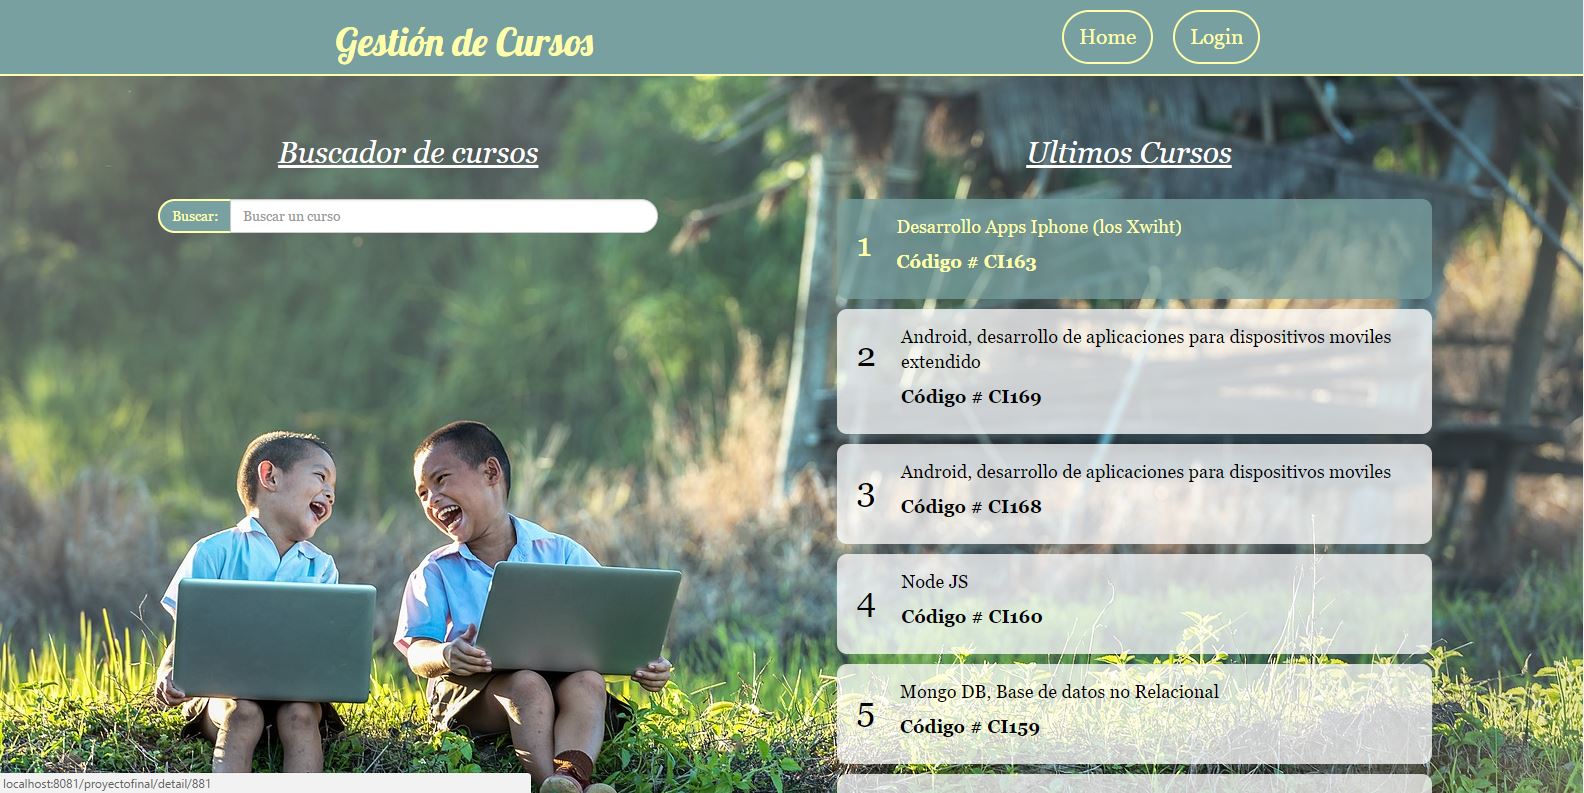 Gestión de Cursos
Home
Login
Buscador de cursos
Buscar:
Buscar un curso
Ultimos Cursos
1
Desarrollo Apps Iphone (los Xwiht)
Código # CI163
2
Android, desarrollo de aplicaciones para dispositivos moviles
extendido
Código # CI169
3
Android, desarrollo de aplicaciones para dispositivos moviles
Código # CI168
4
Node JS
Código # CI160
5
Mongo DB, Base de datos no Relacional
Código # CI159
localhost:8081/proyectofinal/detail/881